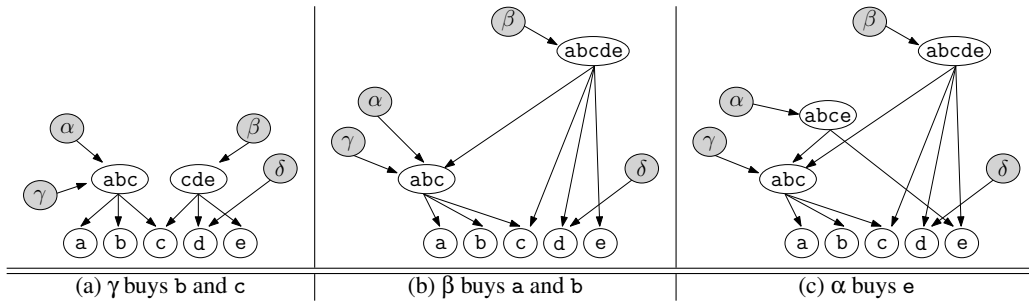 β
abcde
α
γ
δ
abc
a b c d e
β
α
β
abcde
α
abce
γ
abc
δ
α
β
γ
abc
cde
δ
a b c d e
a b c d e
(a) γ buys b and c
(b) β buys a and b
(c) α buys e